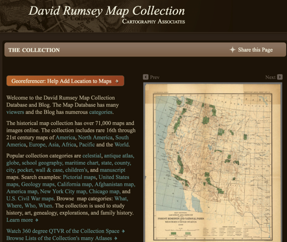 David Rumsey Map Collection
CARTOGRAPHY ASSOCIATES
THE COLLECTION
Share this Page
Georeferencer: Help Add Location to Maps
Prev
Next
Welcome to the David Rumsey Map Collection
Database and Blog. The Map Database has many
viewers and the Blog has numerous categories.
The historical map collection has over 71,000 maps and
images online. The collection includes rare 16th through
21st century maps of America, North America, South
America, Europe, Asia, Africa, Pacific and the World.
Popular collection categories are celestial, antique atlas,
globe, school geography, maritime chart, state, county,
city, pocket, wall & case, children's, and manuscript
maps. Search examples: Pictorial maps, United States
maps, Geology maps, California map, Afghanistan map,
America map, New York City map, Chicago map, and
U.S. Civil War maps. Browse map categories: What,
Where, Who, When. The collection is used to study
history, art, genealogy, explorations, and family history.
Learn more
Watch 360 degree QTVR of the Collection Space
Browse Lists of the Collection's many Atlases